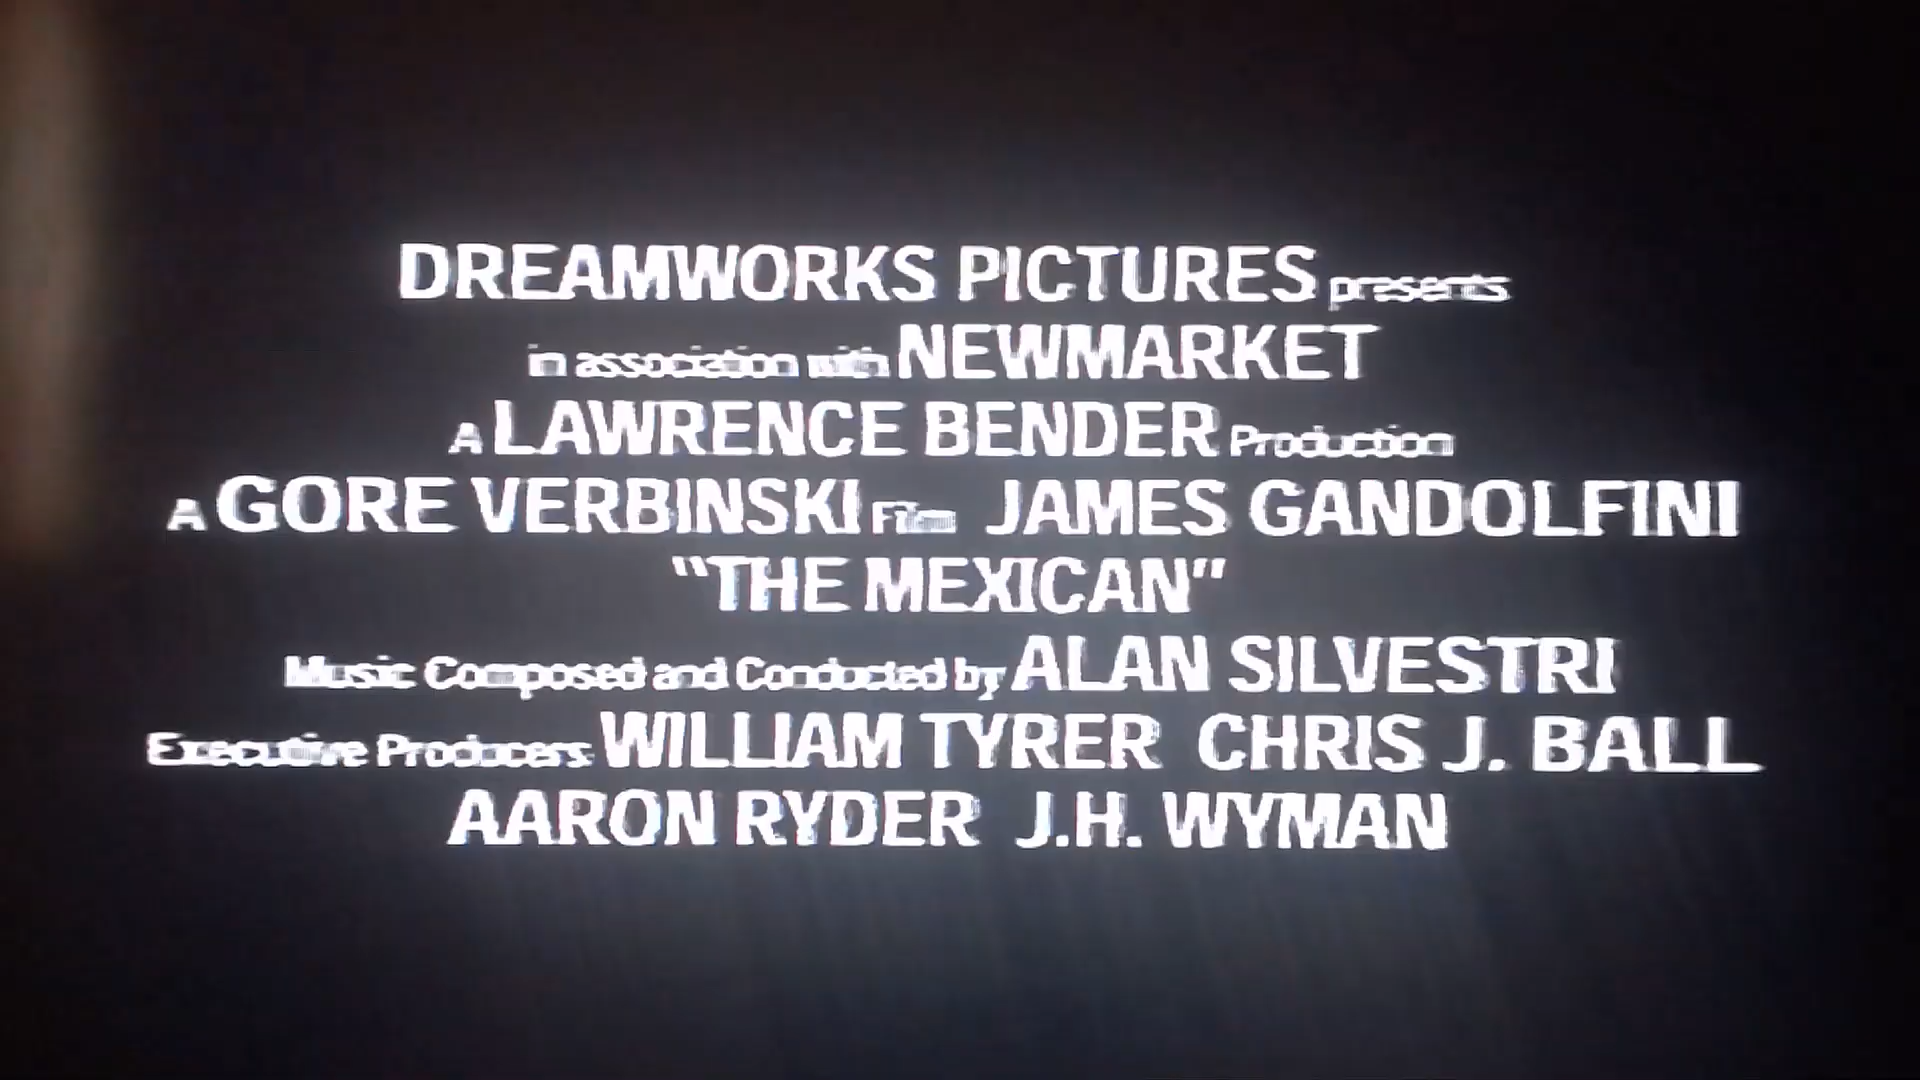 DREAMWORKS PICTURES presents
in association with NEWMARKET
A LAWRENCE BENDER Production
A GORE VERBINSKI Film JAMES GANDOLFINI
“THE MEXICAN”
Music Composed and Conducted by ALAN SILVESTRI
Executive Producers WILLIAM TYRER CHRIS J. BALL
AARON RYDER J.H. WYMAN